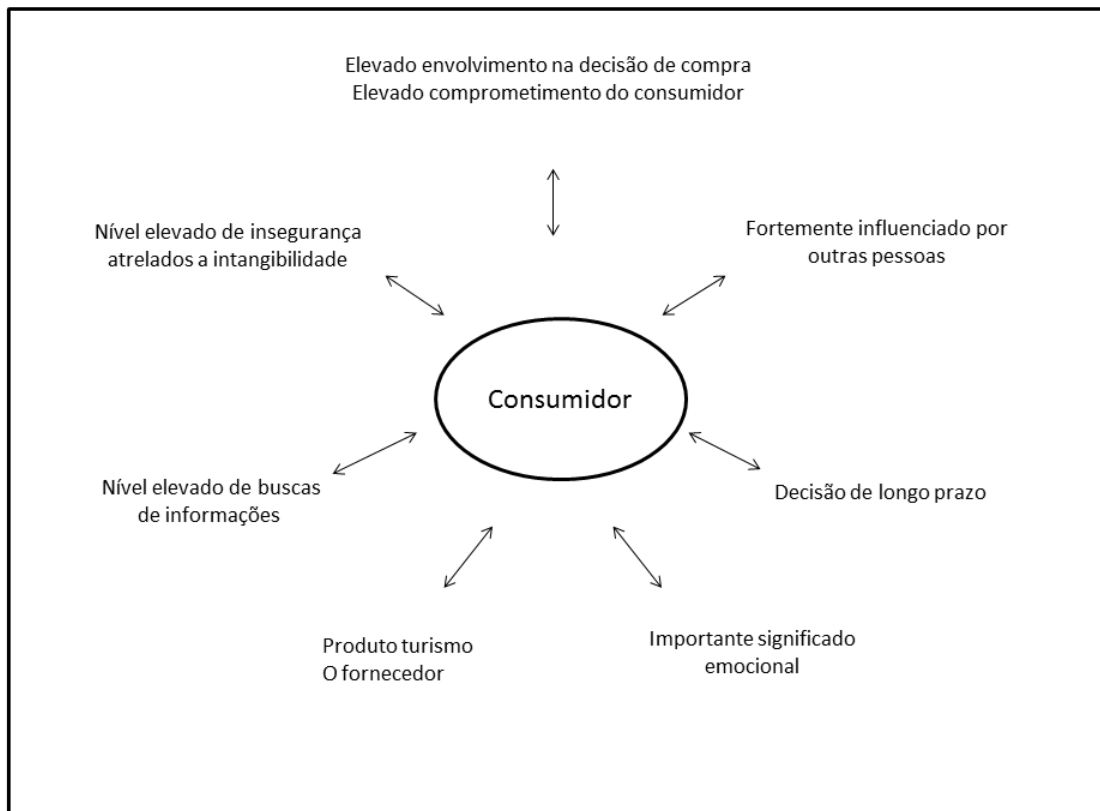 Elevado envolvimento na decisão de compra
Elevado comprometimento do consumidor
Nível elevado de insegurança
atrelados a intangibilidade
Fortemente influenciado por
outras pessoas
Consumidor
Nível elevado de buscas
de informações
Decisão de longo prazo
Produto turismo
O fornecedor
Importante significado
emocional